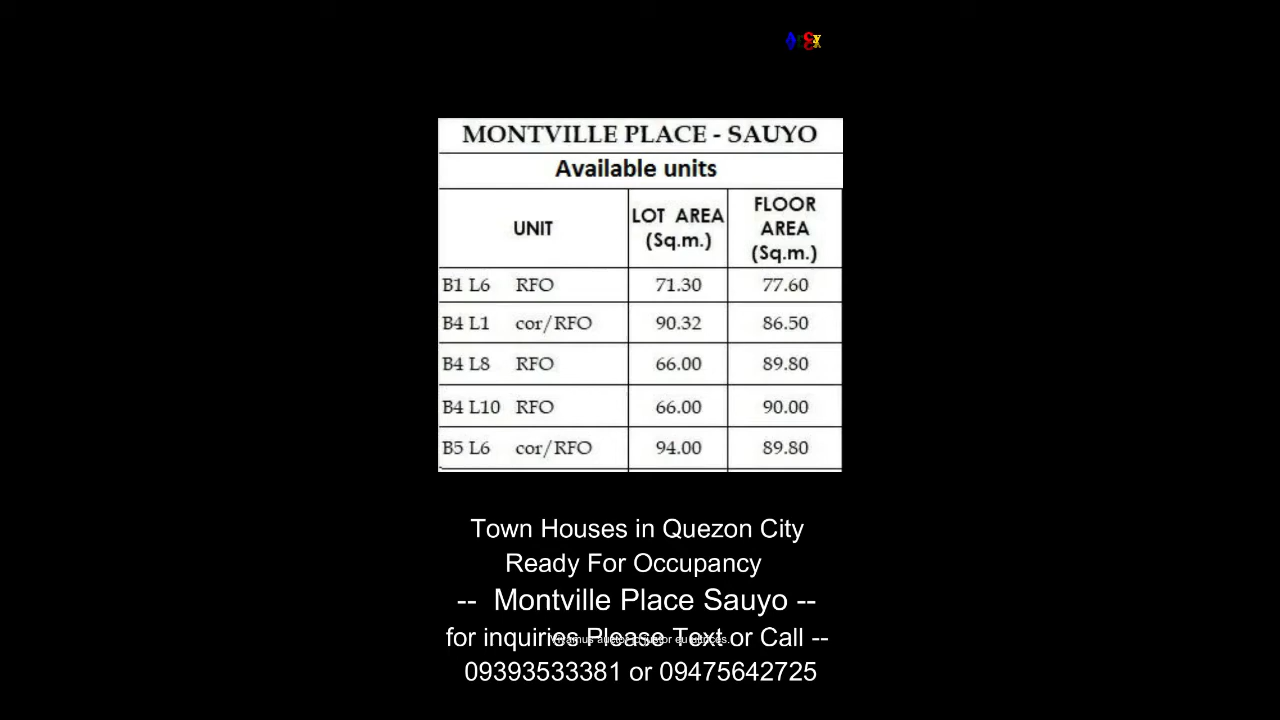 MONTVILLE PLACE - SAUYO
Available units
UNIT LOT AREA (Sq.m.) FLOOR AREA (Sq.m.)
B1 L6 RFO 71.30 77.60
B4 L1 cor/RFO 90.32 86.50
B4 L8 RFO 66.00 89.80
B4 L10 RFO 66.00 90.00
B5 L6 cor/RFO 94.00 89.80
Town Houses in Quezon City
Ready For Occupancy
-- Montville Place Sauyo --
for inquiries Please Text or Call --
09393533381 or 09475642725